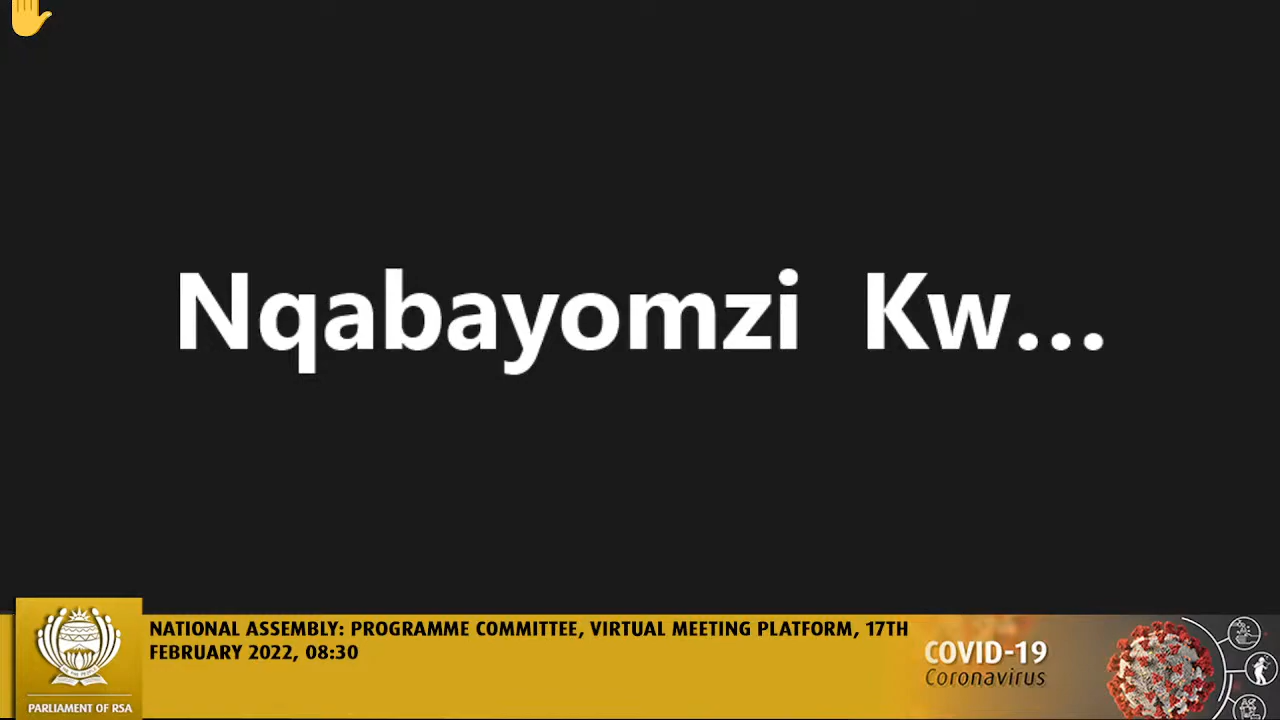 Nqabayomzi Kw...
NATIONAL ASSEMBLY: PROGRAMME COMMITTEE, VIRTUAL MEETING PLATFORM, 17TH
FEBRUARY 2022, 08:30
COVID-19
Coronavirus
PARLIAMENT OF RSA